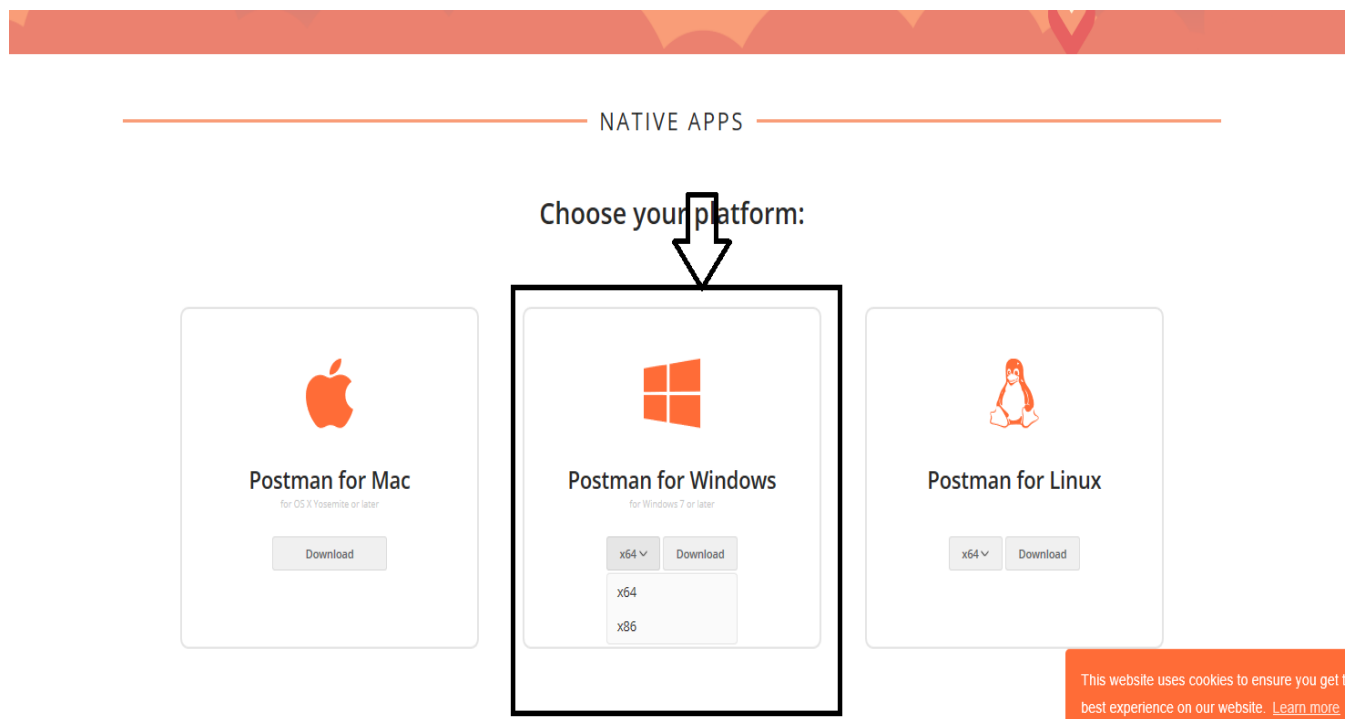 NATIVE APPS
Choose your platform:
Postman for Mac
for OS X Yosemite or later
Download
Postman for Windows
for Windows 7 or later
x64 Download
x64
x86
Postman for Linux
x64 Download
This website uses cookies to ensure you get
best experience on our website. Learn more